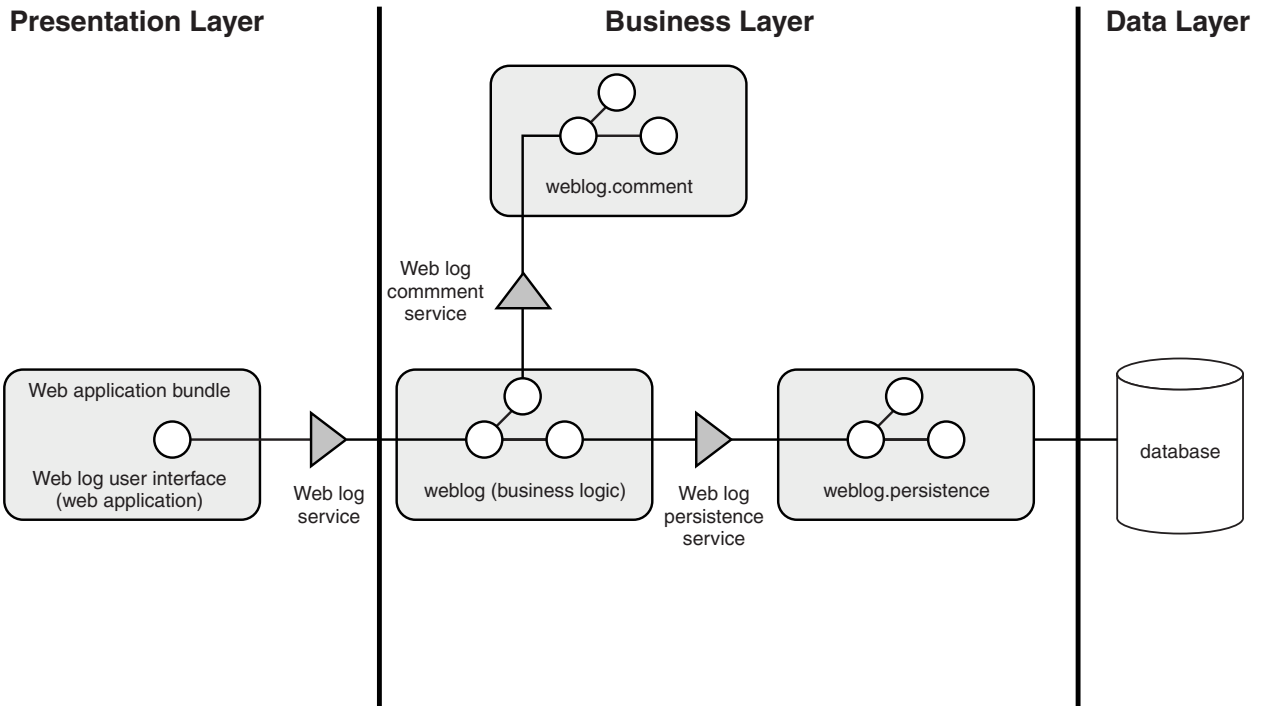 Presentation Layer
Business Layer
Data Layer
weblog.comment
Web log
commment
service
Web application bundle
Web log user interface
(web application)
Web log
service
weblog (business logic)
Web log
persistence
service
weblog.persistence
database